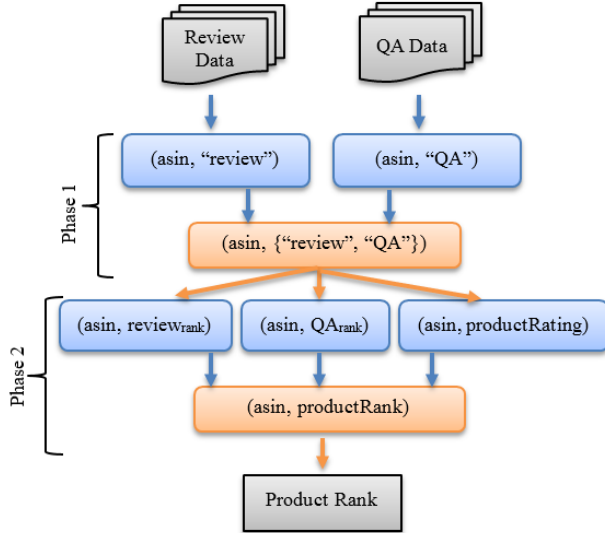 Review
Data
QA Data
Phase 1
(asin, “review”)
(asin, “QA”)
(asin, {“review”, “QA”})
Phase 2
(asin, reviewrank)
(asin, QArank)
(asin, productRating)
(asin, productRank)
Product Rank